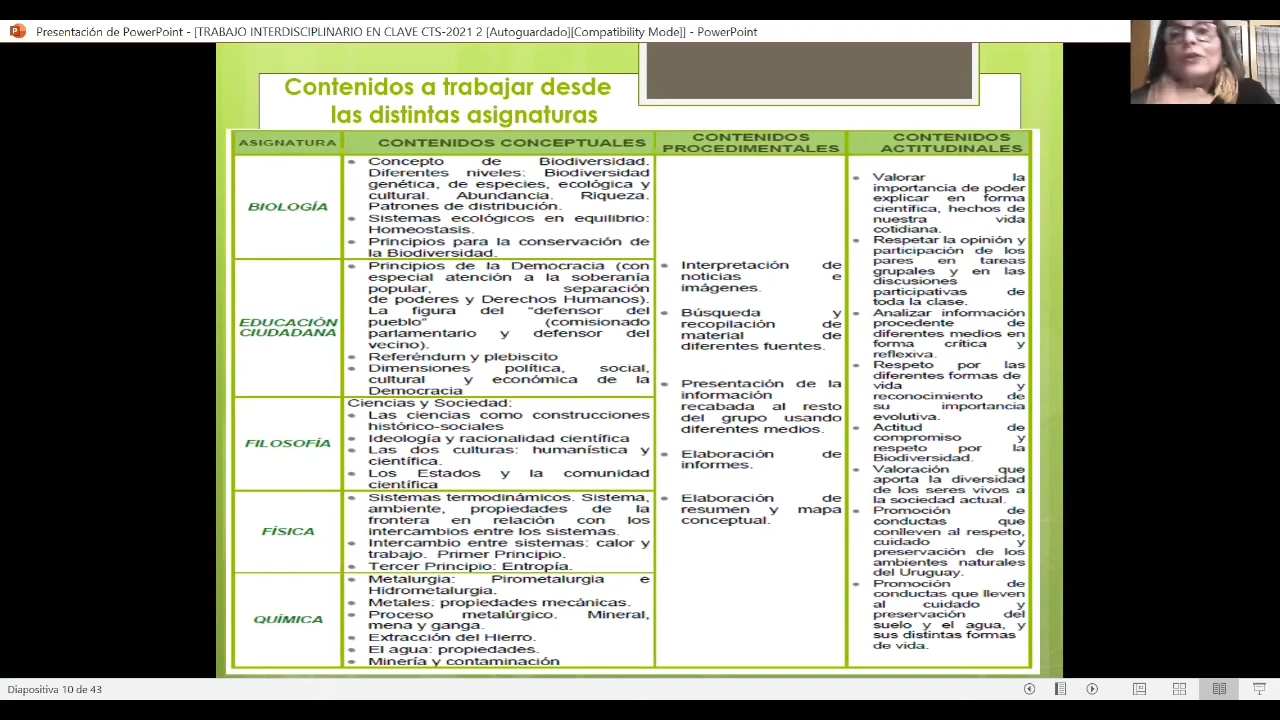 Presentación de PowerPoint - [TRABAJO INTERDISCIPLINARIO EN CLAVE CTS-2021 2 [Autoguardado][Compatibility Mode]] - PowerPoint
Contenidos a trabajar desde
las distintas asignaturas
ASIGNATURA
CONTENIDOS CONCEPTUALES
CONTENIDOS
PROCEDIMENTALES
CONTENIDOS
ACTITUDINALES
BIOLOGÍA
Concepto de Biodiversidad.
Diferentes niveles: Biodiversidad
genética, de especies, ecológica y
cultural. Abundancia. Riqueza.
Patrones de distribución.
Sistemas ecológicos en equilibrio:
Homeostasis.
Principios para la conservación de
la Biodiversidad.
EDUCACIÓN
CIUDADANA
Principios de la Democracia (con
especial atención a la soberanía
popular, separación
de poderes y Derechos Humanos).
La figura del "defensor del
pueblo" (comisionado
parlamentario y defensor del
vecino).
Referéndum y plebiscito
Dimensiones política, social,
cultural y económica de la
Democracia
FILOSOFÍA
Ciencias y Sociedad:
Las ciencias como construcciones
histórico-sociales
Ideología y racionalidad científica
Las dos culturas: humanística y
científica.
Los Estados y la comunidad
científica
FÍSICA
Sistemas termodinámicos. Sistema,
ambiente, propiedades de la
frontera en relación con los
intercambios entre los sistemas.
Intercambio entre sistemas: calor y
trabajo. Primer Principio.
Tercer Principio: Entropía.
QUÍMICA
Metalurgia: Pirometalurgia e
Hidrometalurgia.
Metales: propiedades mecánicas.
Proceso metalúrgico. Mineral,
mena y ganga.
Extracción del Hierro.
El agua: propiedades.
Minería y contaminación
Interpretación de
noticias e
imágenes.
Búsqueda y
recopilación de
material de
diferentes fuentes.
Presentación de la
información
recabada al resto
del grupo usando
diferentes medios.
Elaboración de
informes.
Elaboración de
resumen y mapa
conceptual.
Valorar la
importancia de poder
explicar en forma
científica, hechos de
nuestra vida
cotidiana.
Respetar la opinión y
participación de los
pares en tareas
grupales y en las
discusiones
participativas de
toda la clase.
Analizar información
procedente de
diferentes medios en
forma crítica y
reflexiva.
Respeto por las
diferentes formas de
vida y
reconocimiento de
su importancia
evolutiva.
Actitud de
compromiso y
respeto por la
Biodiversidad.
Valoración que
aporta la diversidad
de los seres vivos a
la sociedad actual.
Promoción de
conductas que
conlleven al respeto,
cuidado y
preservación de los
ambientes naturales
del Uruguay.
Promoción de
conductas que lleven
al cuidado y
preservación del
suelo y el agua, y
sus distintas formas
de vida.
Diapositiva 10 de 43